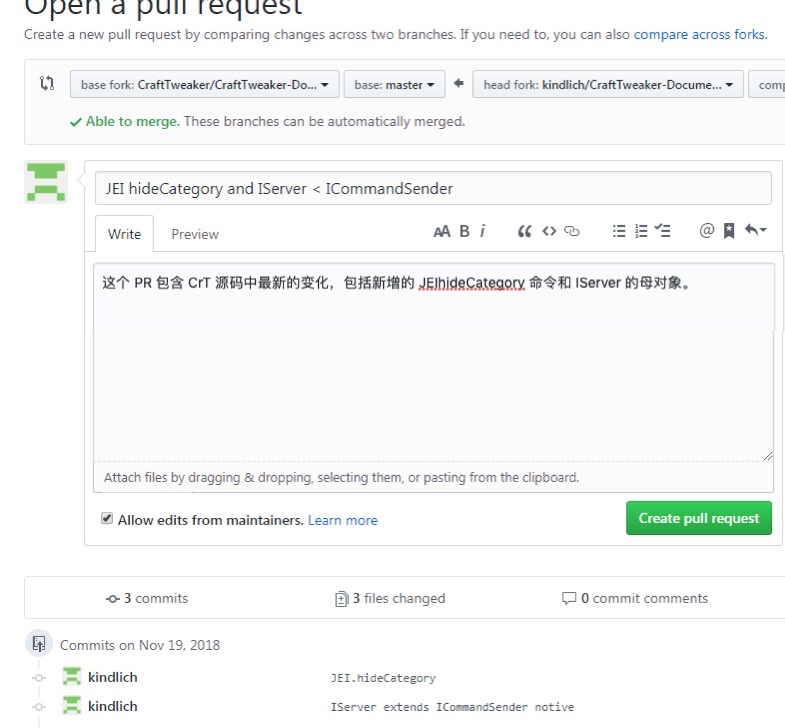 Open a pull request
Create a new pull request by comparing changes across two branches. If you need to, you can also compare across forks.
base fork: CraftTweaker/CraftTweaker-Do... base: master head fork: kindlich/CraftTweaker-Docume... comp
Able to merge. These branches can be automatically merged.
JEI hideCategory and IServer < ICommandSender
Write Preview AA B i
这个 PR 包含 CrT 源码中最新的变化，包括新增的 JEIhideCategory 命令和 IServer 的母对象。
Attach files by dragging & dropping, selecting them, or pasting from the clipboard.
Allow edits from maintainers. Learn more Create pull request
3 commits 3 files changed 0 commit comments
Commits on Nov 19, 2018
kindlich JEI.hideCategory
kindlich IServer extends ICommandSender notive